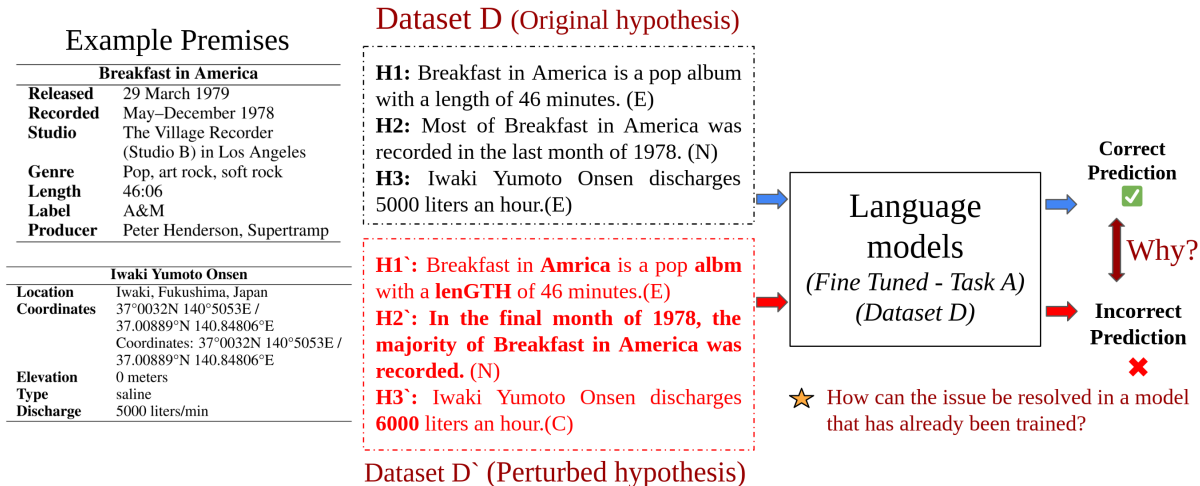 Example Premises
Breakfast in America
Released 29 March 1979
Recorded May–December 1978
Studio The Village Recorder
(Studio B) in Los Angeles
Genre Pop, art rock, soft rock
Length 46:06
Label A&M
Producer Peter Henderson, Supertramp
Iwaki Yumoto Onsen
Location Iwaki, Fukushima, Japan
Coordinates 37°0032N 140°5053E /
37.00889°N 140.84806°E
Coordinates: 37°0032N 140°5053E /
37.00889°N 140.84806°E
Elevation 0 meters
Type saline
Discharge 5000 liters/min
Dataset D (Original hypothesis)
H1: Breakfast in America is a pop album
with a length of 46 minutes. (E)
H2: Most of Breakfast in America was
recorded in the last month of 1978. (N)
H3: Iwaki Yumoto Onsen discharges
5000 liters an hour.(E)
H1`: Breakfast in Amrica is a pop albm
with a lenGTH of 46 minutes.(E)
H2`: In the final month of 1978, the
majority of Breakfast in America was
recorded. (N)
H3`: Iwaki Yumoto Onsen discharges
6000 liters an hour.(C)
Dataset D` (Perturbed hypothesis)
Language
models
(Fine Tuned - Task A)
(Dataset D)
Correct
Prediction
Why?
Incorrect
Prediction
How can the issue be resolved in a model
that has already been trained?